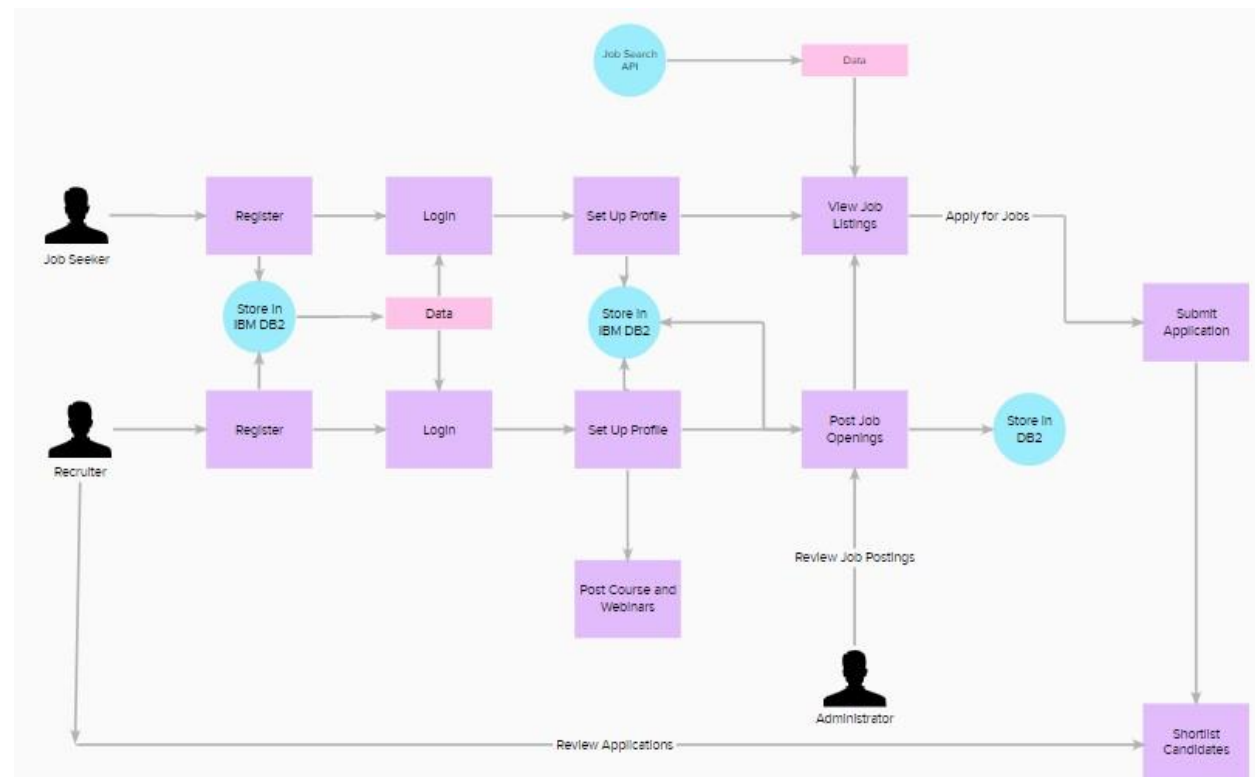 Job Search
API
Data
Register
Login
Set Up Profile
View Job
Listings
Apply for Jobs
Job Seeker
Store in
IBM DB2
Data
Store in
IBM DB2
Submit
Application
Register
Login
Set Up Profile
Post Job
Openings
Store in
DB2
Recruiter
Review Job Postings
Post Course and
Webinars
Administrator
Review Applications
Shortlist
Candidates